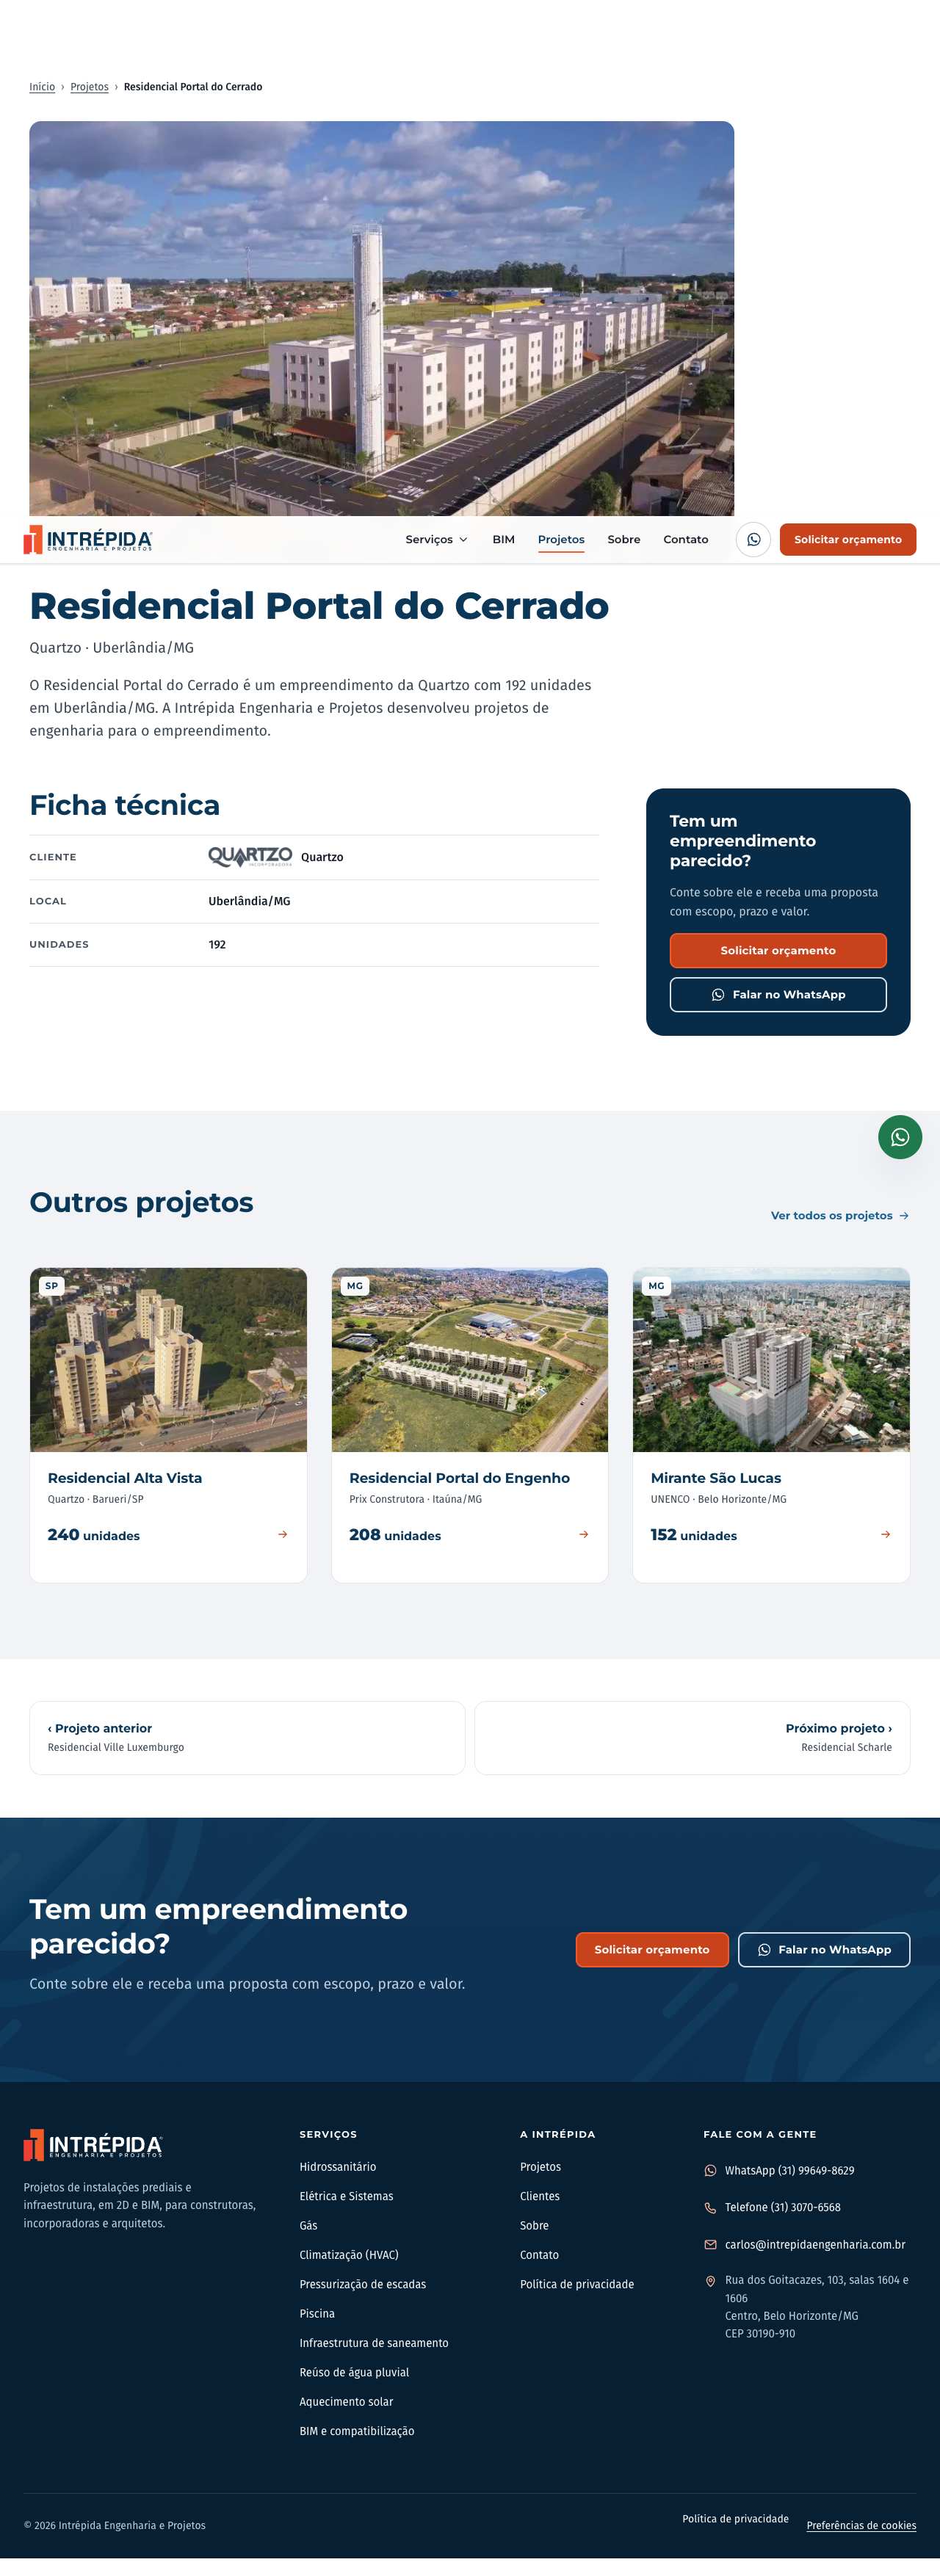 Início › Projetos › Residencial Portal do Cerrado
INTRÉPIDA
ENGENHARIA E PROJETOS
Serviços
BIM
Projetos
Sobre
Contato
Solicitar orçamento
Residencial Portal do Cerrado
Quartzo · Uberlândia/MG
O Residencial Portal do Cerrado é um empreendimento da Quartzo com 192 unidades
em Uberlândia/MG. A Intrépida Engenharia e Projetos desenvolveu projetos de
engenharia para o empreendimento.
Ficha técnica
CLIENTE
QUARTZO
INCORPORADORA
Quartzo
LOCAL
Uberlândia/MG
UNIDADES
192
Tem um
empreendimento
parecido?
Conte sobre ele e receba uma proposta
com escopo, prazo e valor.
Solicitar orçamento
Falar no WhatsApp
Outros projetos
Ver todos os projetos →
SP
Residencial Alta Vista
Quartzo · Barueri/SP
240 unidades →
MG
Residencial Portal do Engenho
Prix Construtora · Itaúna/MG
208 unidades →
MG
Mirante São Lucas
UNENCO · Belo Horizonte/MG
152 unidades →
‹ Projeto anterior
Residencial Ville Luxemburgo
Próximo projeto ›
Residencial Scharle
Tem um empreendimento
parecido?
Conte sobre ele e receba uma proposta com escopo, prazo e valor.
Solicitar orçamento
Falar no WhatsApp
INTRÉPIDA
ENGENHARIA E PROJETOS
Projetos de instalações prediais e
infraestrutura, em 2D e BIM, para construtoras,
incorporadoras e arquitetos.
SERVIÇOS
Hidrossanitário
Elétrica e Sistemas
Gás
Climatização (HVAC)
Pressurização de escadas
Piscina
Infraestrutura de saneamento
Reúso de água pluvial
Aquecimento solar
BIM e compatibilização
A INTRÉPIDA
Projetos
Clientes
Sobre
Contato
Política de privacidade
FALE COM A GENTE
WhatsApp (31) 99649-8629
Telefone (31) 3070-6568
carlos@intrepidaengenharia.com.br
Rua dos Goitacazes, 103, salas 1604 e
1606
Centro, Belo Horizonte/MG
CEP 30190-910
© 2026 Intrépida Engenharia e Projetos
Política de privacidade
Preferências de cookies